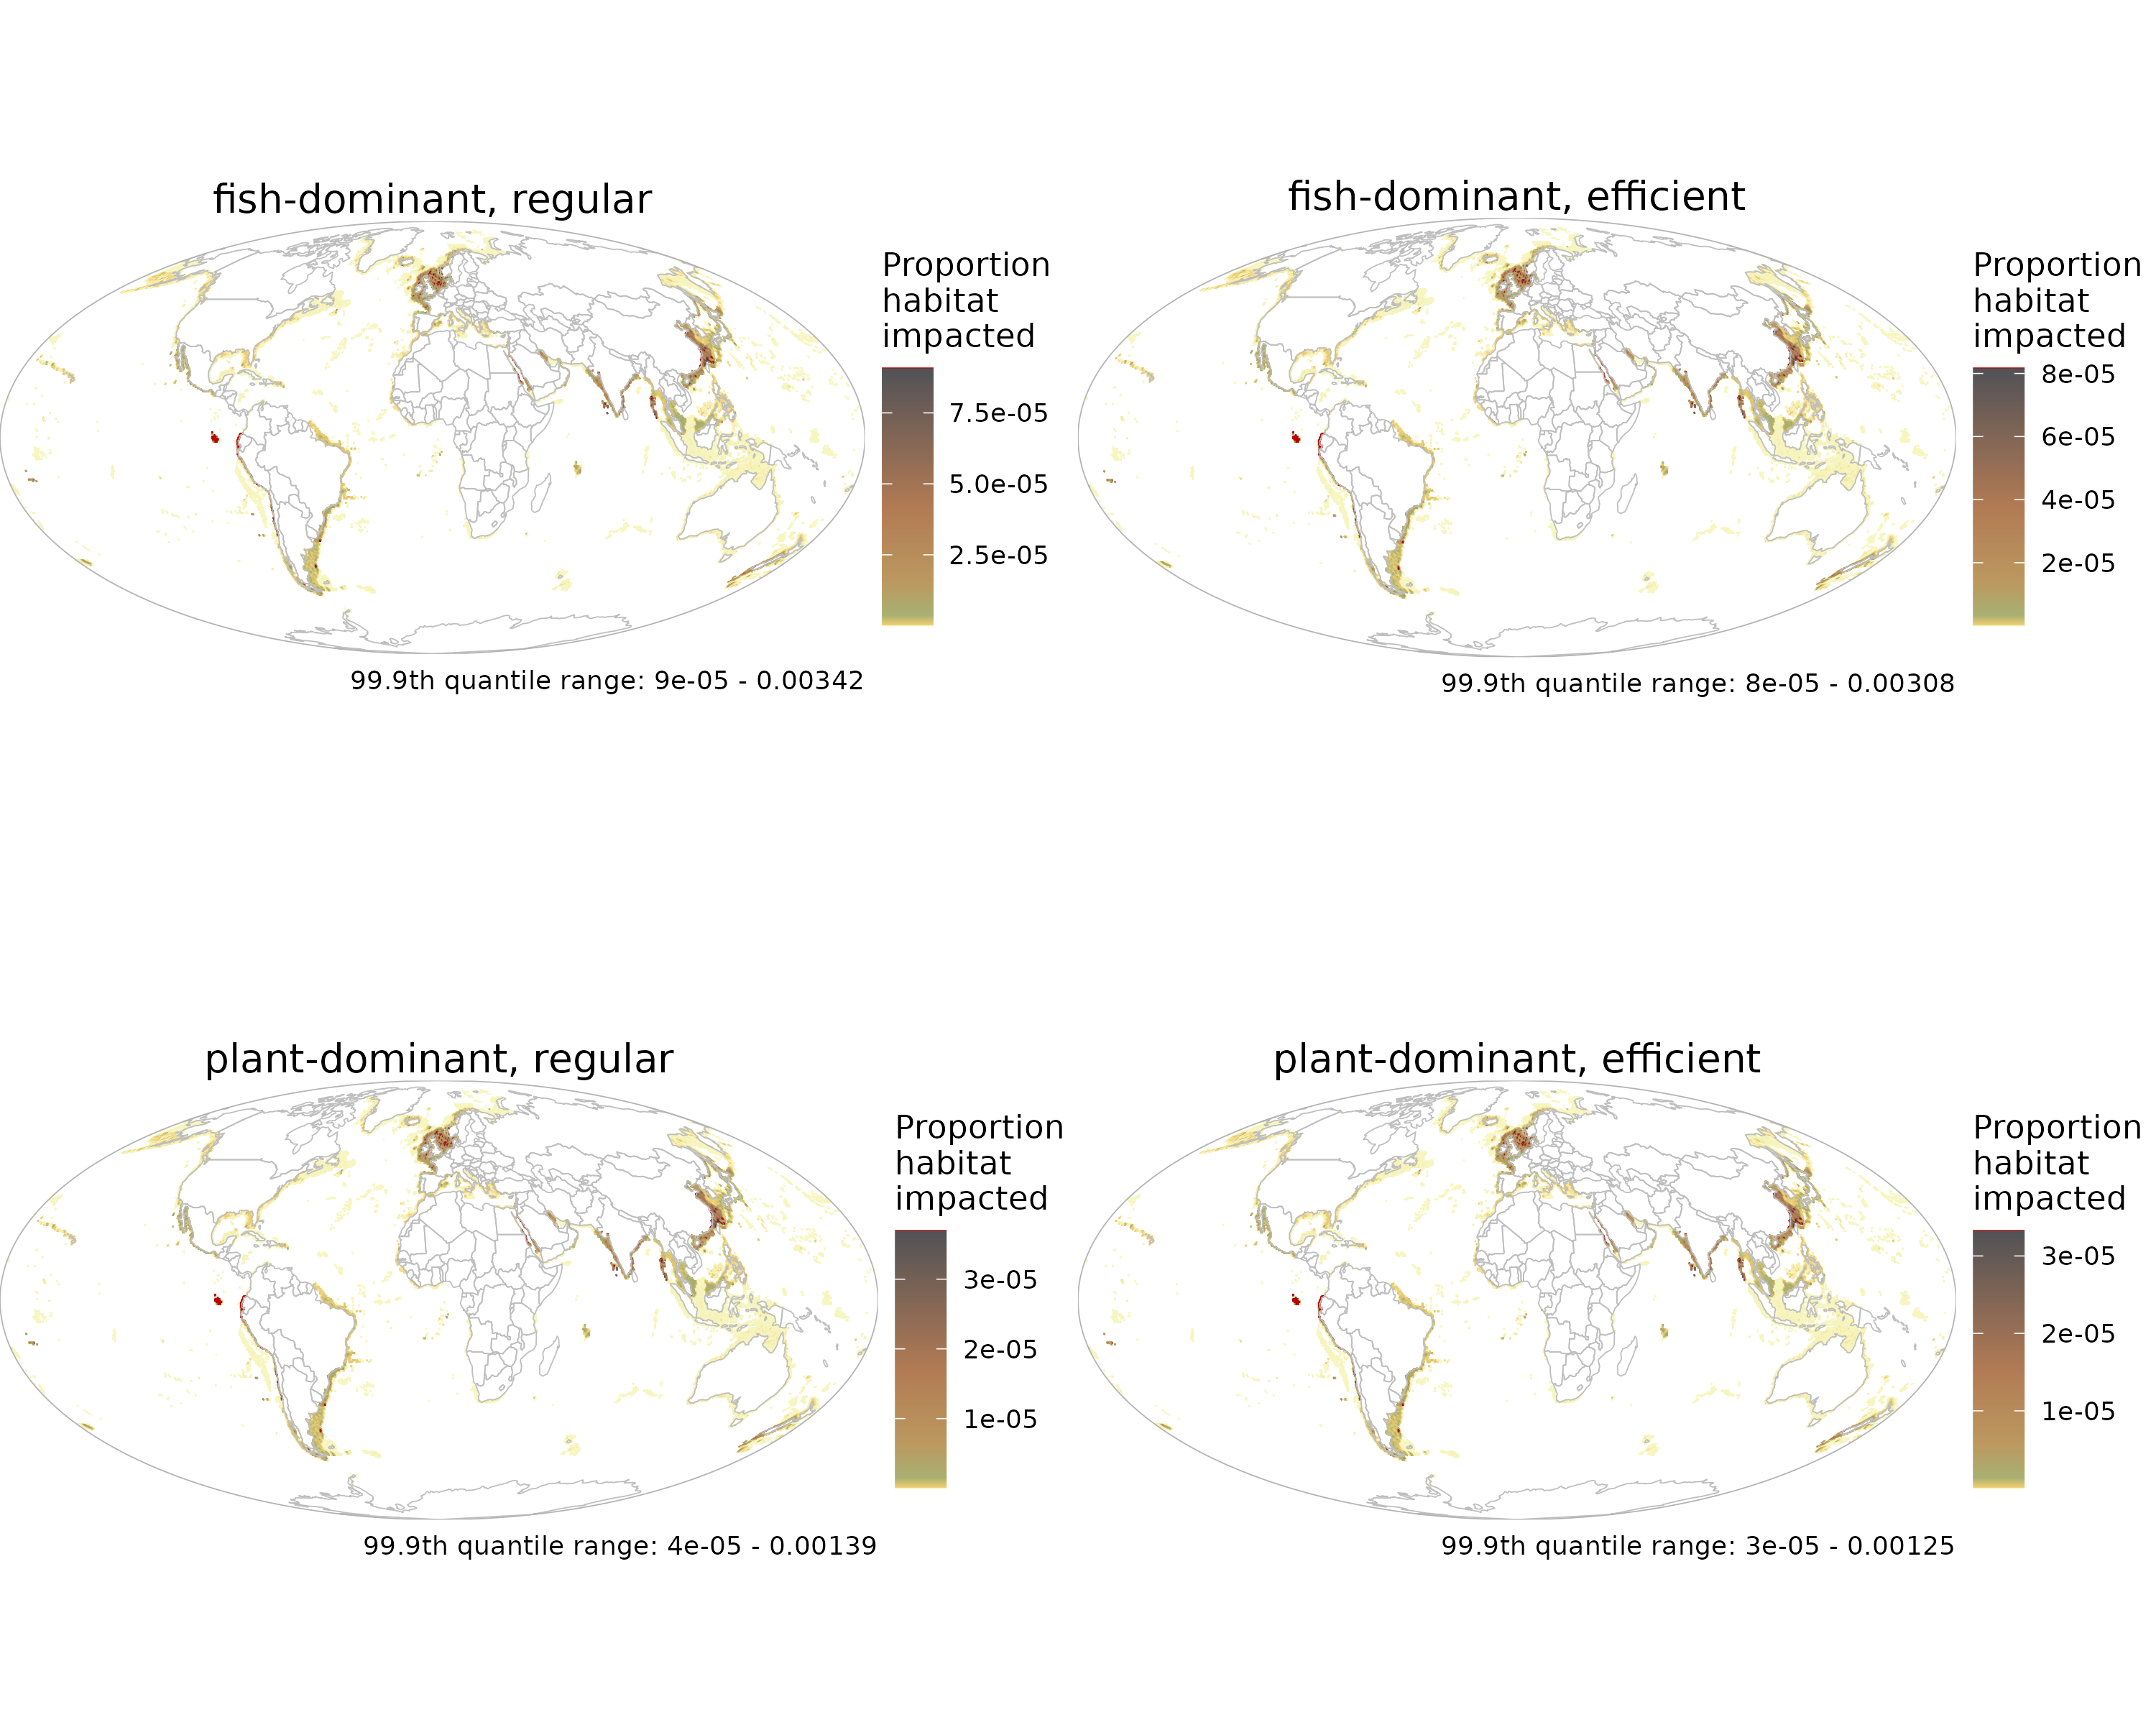 fish-dominant, regular
Proportion
habitat
impacted
7.5e-05
5.0e-05
2.5e-05
99.9th quantile range: 9e-05 - 0.00342
fish-dominant, efficient
Proportion
habitat
impacted
8e-05
6e-05
4e-05
2e-05
99.9th quantile range: 8e-05 - 0.00308
plant-dominant, regular
Proportion
habitat
impacted
3e-05
2e-05
1e-05
99.9th quantile range: 4e-05 - 0.00139
plant-dominant, efficient
Proportion
habitat
impacted
3e-05
2e-05
1e-05
99.9th quantile range: 3e-05 - 0.00125